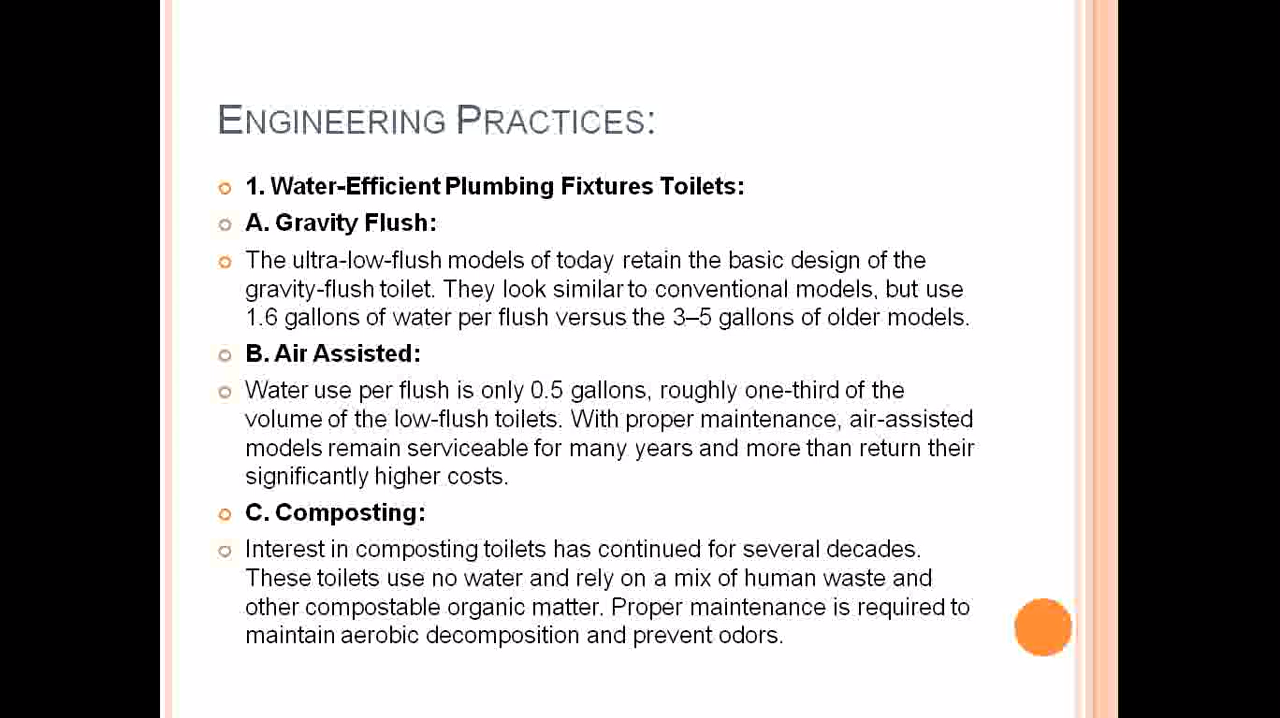 ENGINEERING PRACTICES:
1. Water-Efficient Plumbing Fixtures Toilets:
A. Gravity Flush:
The ultra-low-flush models of today retain the basic design of the
gravity-flush toilet. They look similar to conventional models, but use
1.6 gallons of water per flush versus the 3–5 gallons of older models.
B. Air Assisted:
Water use per flush is only 0.5 gallons, roughly one-third of the
volume of the low-flush toilets. With proper maintenance, air-assisted
models remain serviceable for many years and more than return their
significantly higher costs.
C. Composting:
Interest in composting toilets has continued for several decades.
These toilets use no water and rely on a mix of human waste and
other compostable organic matter. Proper maintenance is required to
maintain aerobic decomposition and prevent odors.